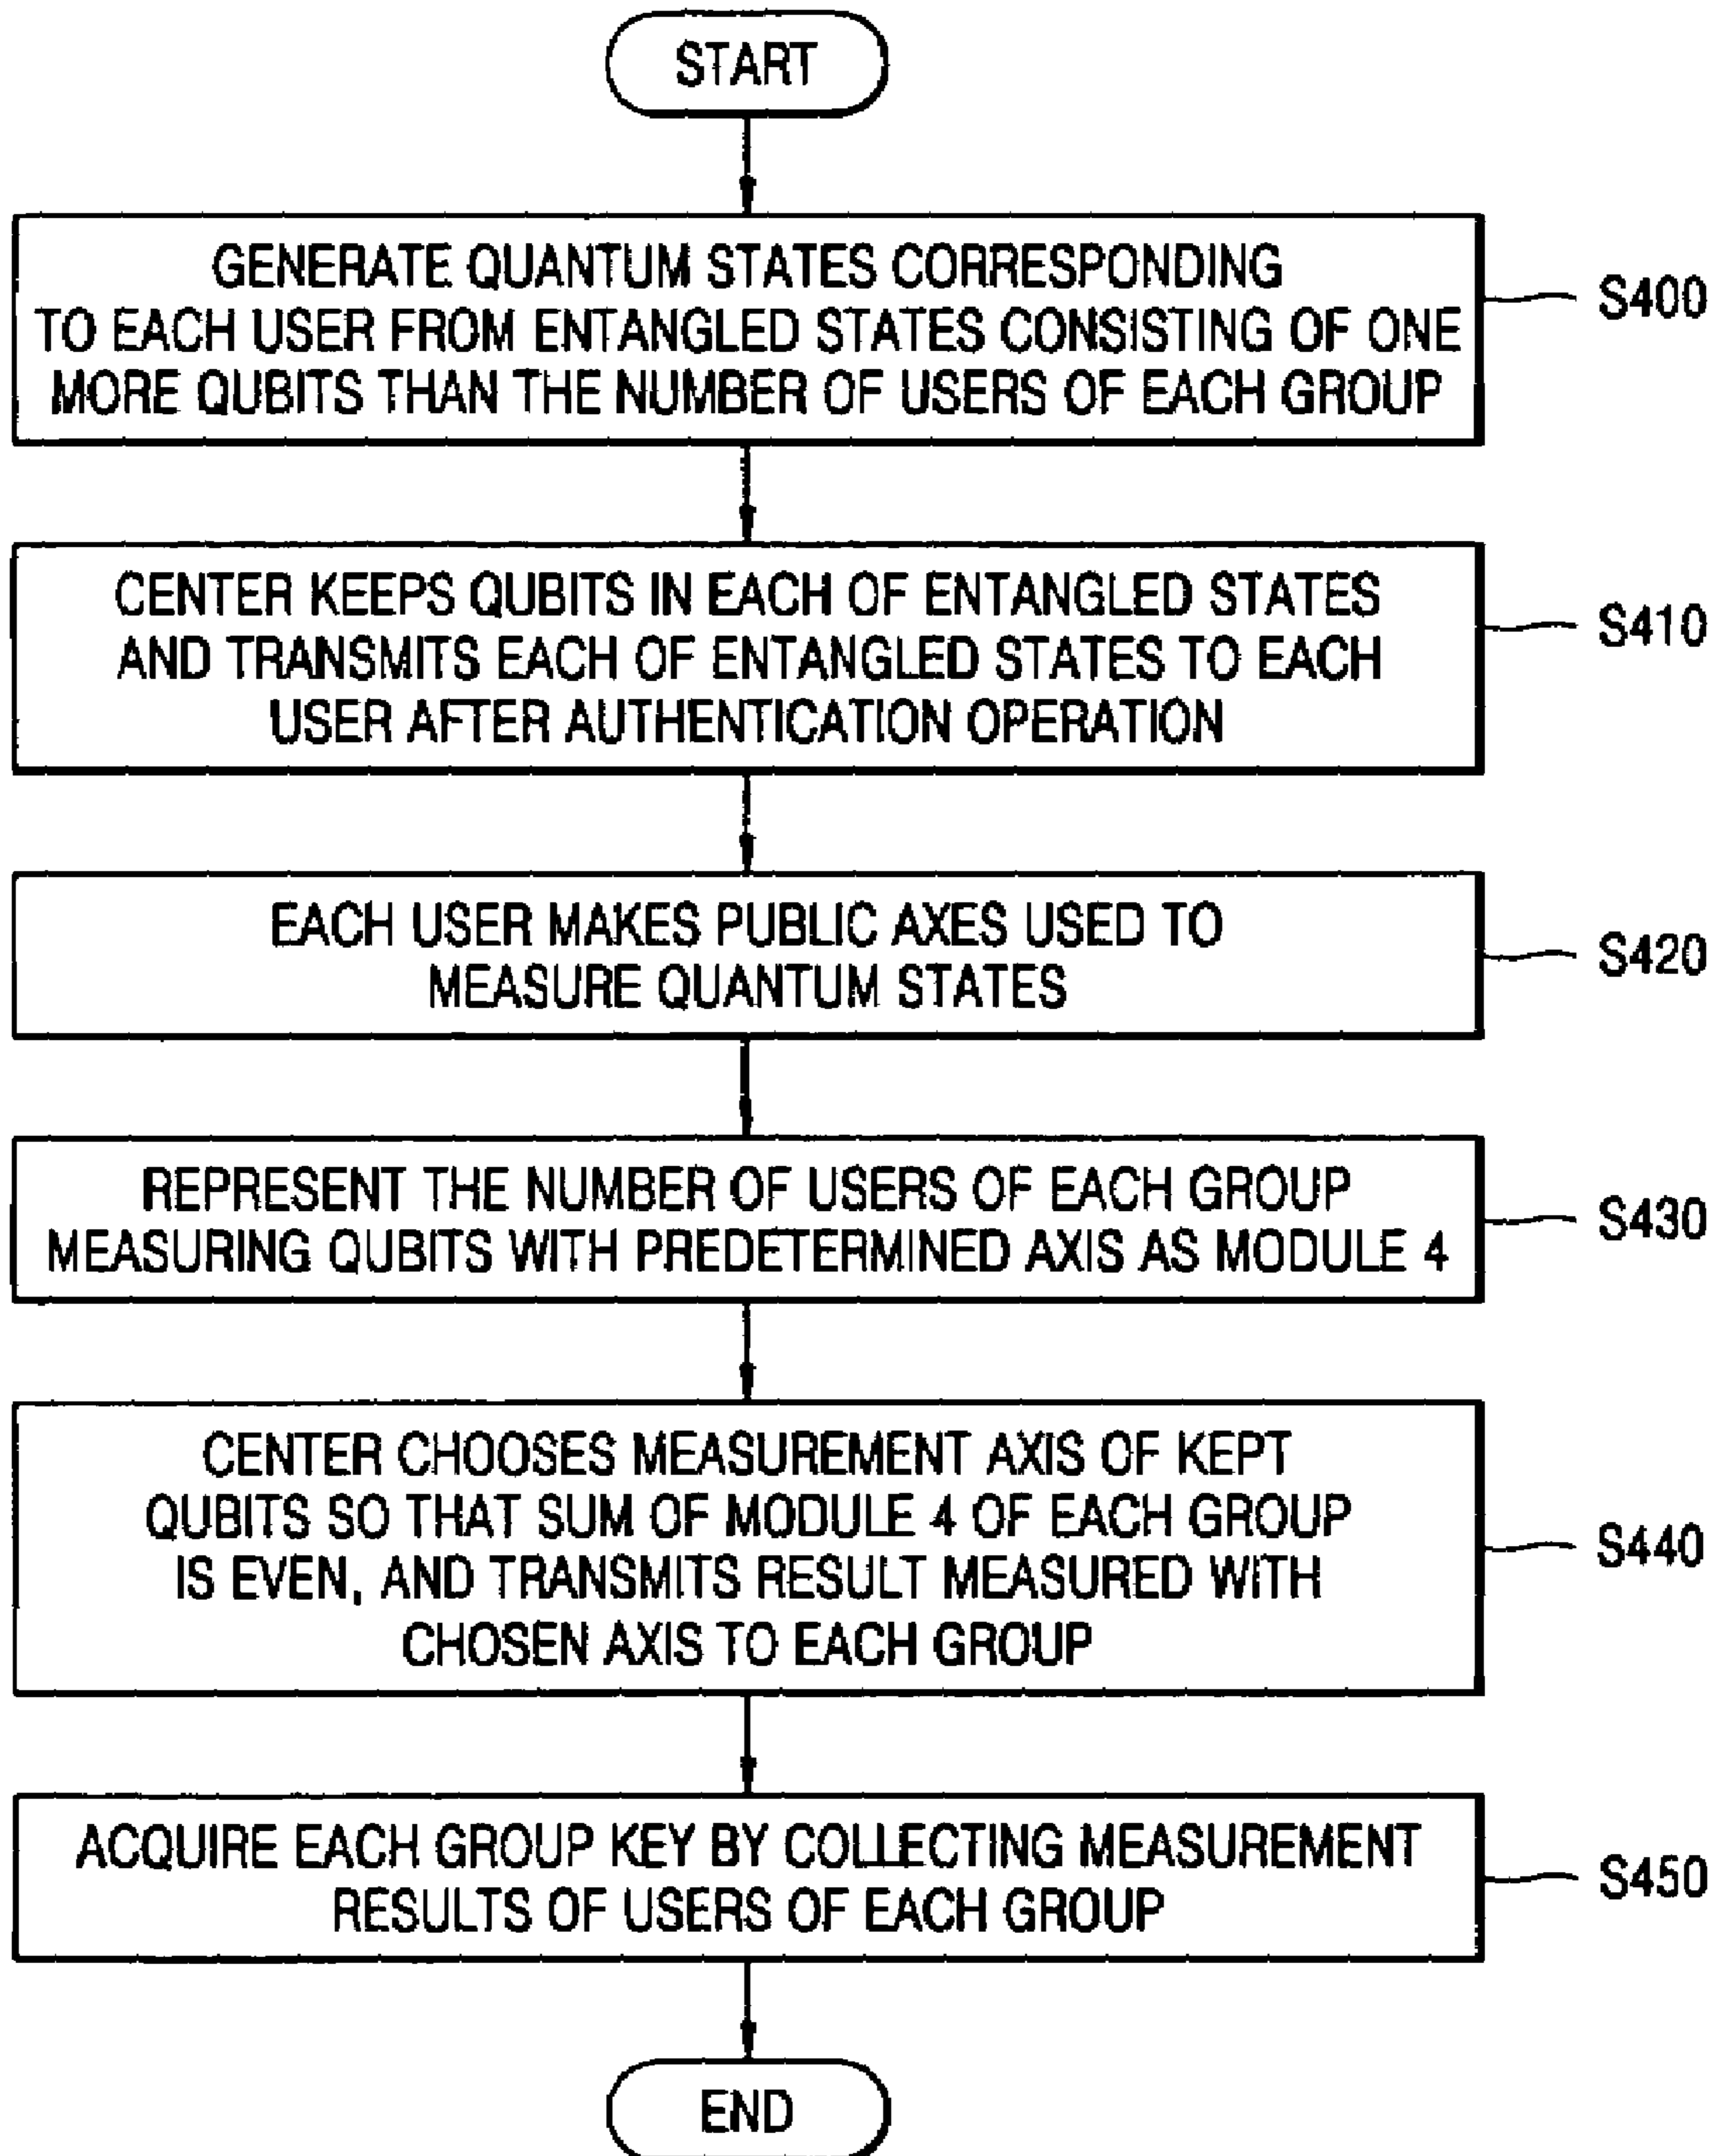 START
GENERATE QUANTUM STATES CORRESPONDING
TO EACH USER FROM ENTANGLED STATES CONSISTING OF ONE
MORE QUBITS THAN THE NUMBER OF USERS OF EACH GROUP
S400
CENTER KEEPS QUBITS IN EACH OF ENTANGLED STATES
AND TRANSMITS EACH OF ENTANGLED STATES TO EACH
USER AFTER AUTHENTICATION OPERATION
S410
EACH USER MAKES PUBLIC AXES USED TO
MEASURE QUANTUM STATES
S420
REPRESENT THE NUMBER OF USERS OF EACH GROUP
MEASURING QUBITS WITH PREDETERMINED AXIS AS MODULE 4
S430
CENTER CHOOSES MEASUREMENT AXIS OF KEPT
QUBITS SO THAT SUM OF MODULE 4 OF EACH GROUP
IS EVEN, AND TRANSMITS RESULT MEASURED WITH
CHOSEN AXIS TO EACH GROUP
S440
ACQUIRE EACH GROUP KEY BY COLLECTING MEASUREMENT
RESULTS OF USERS OF EACH GROUP
S450
END